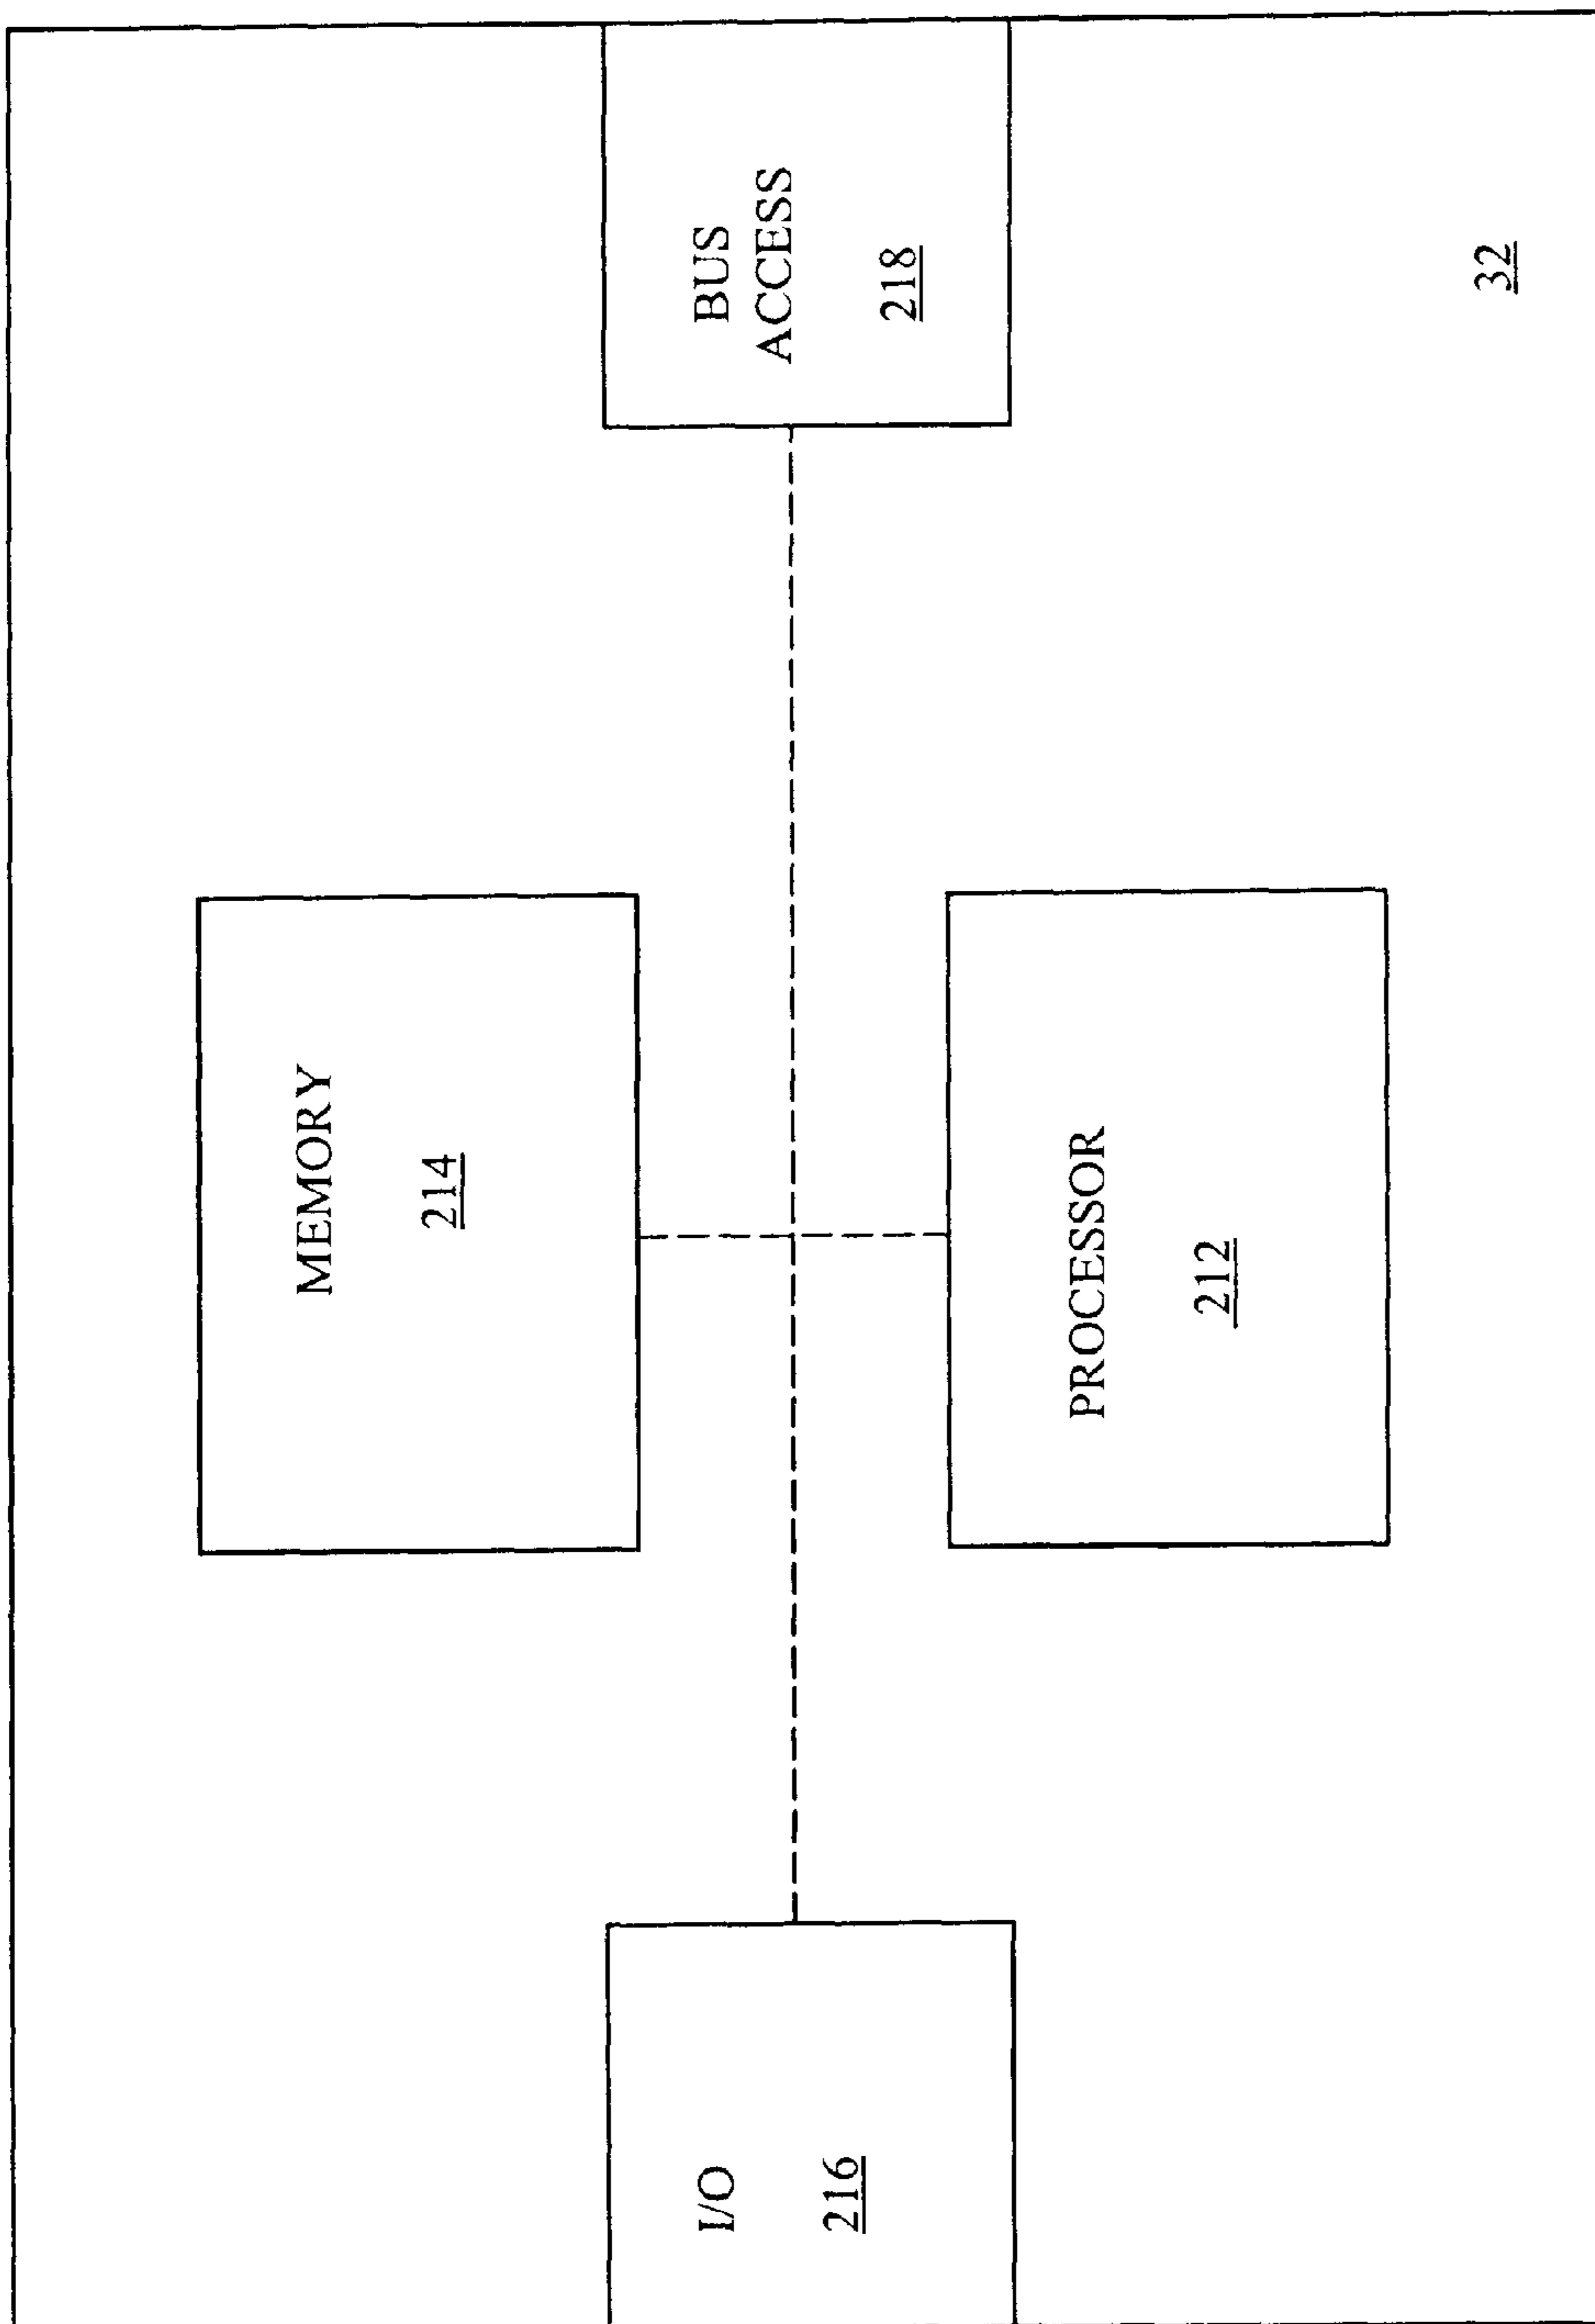 MEMORY
214
I/O
216
BUS
ACCESS
218
PROCESSOR
212
32